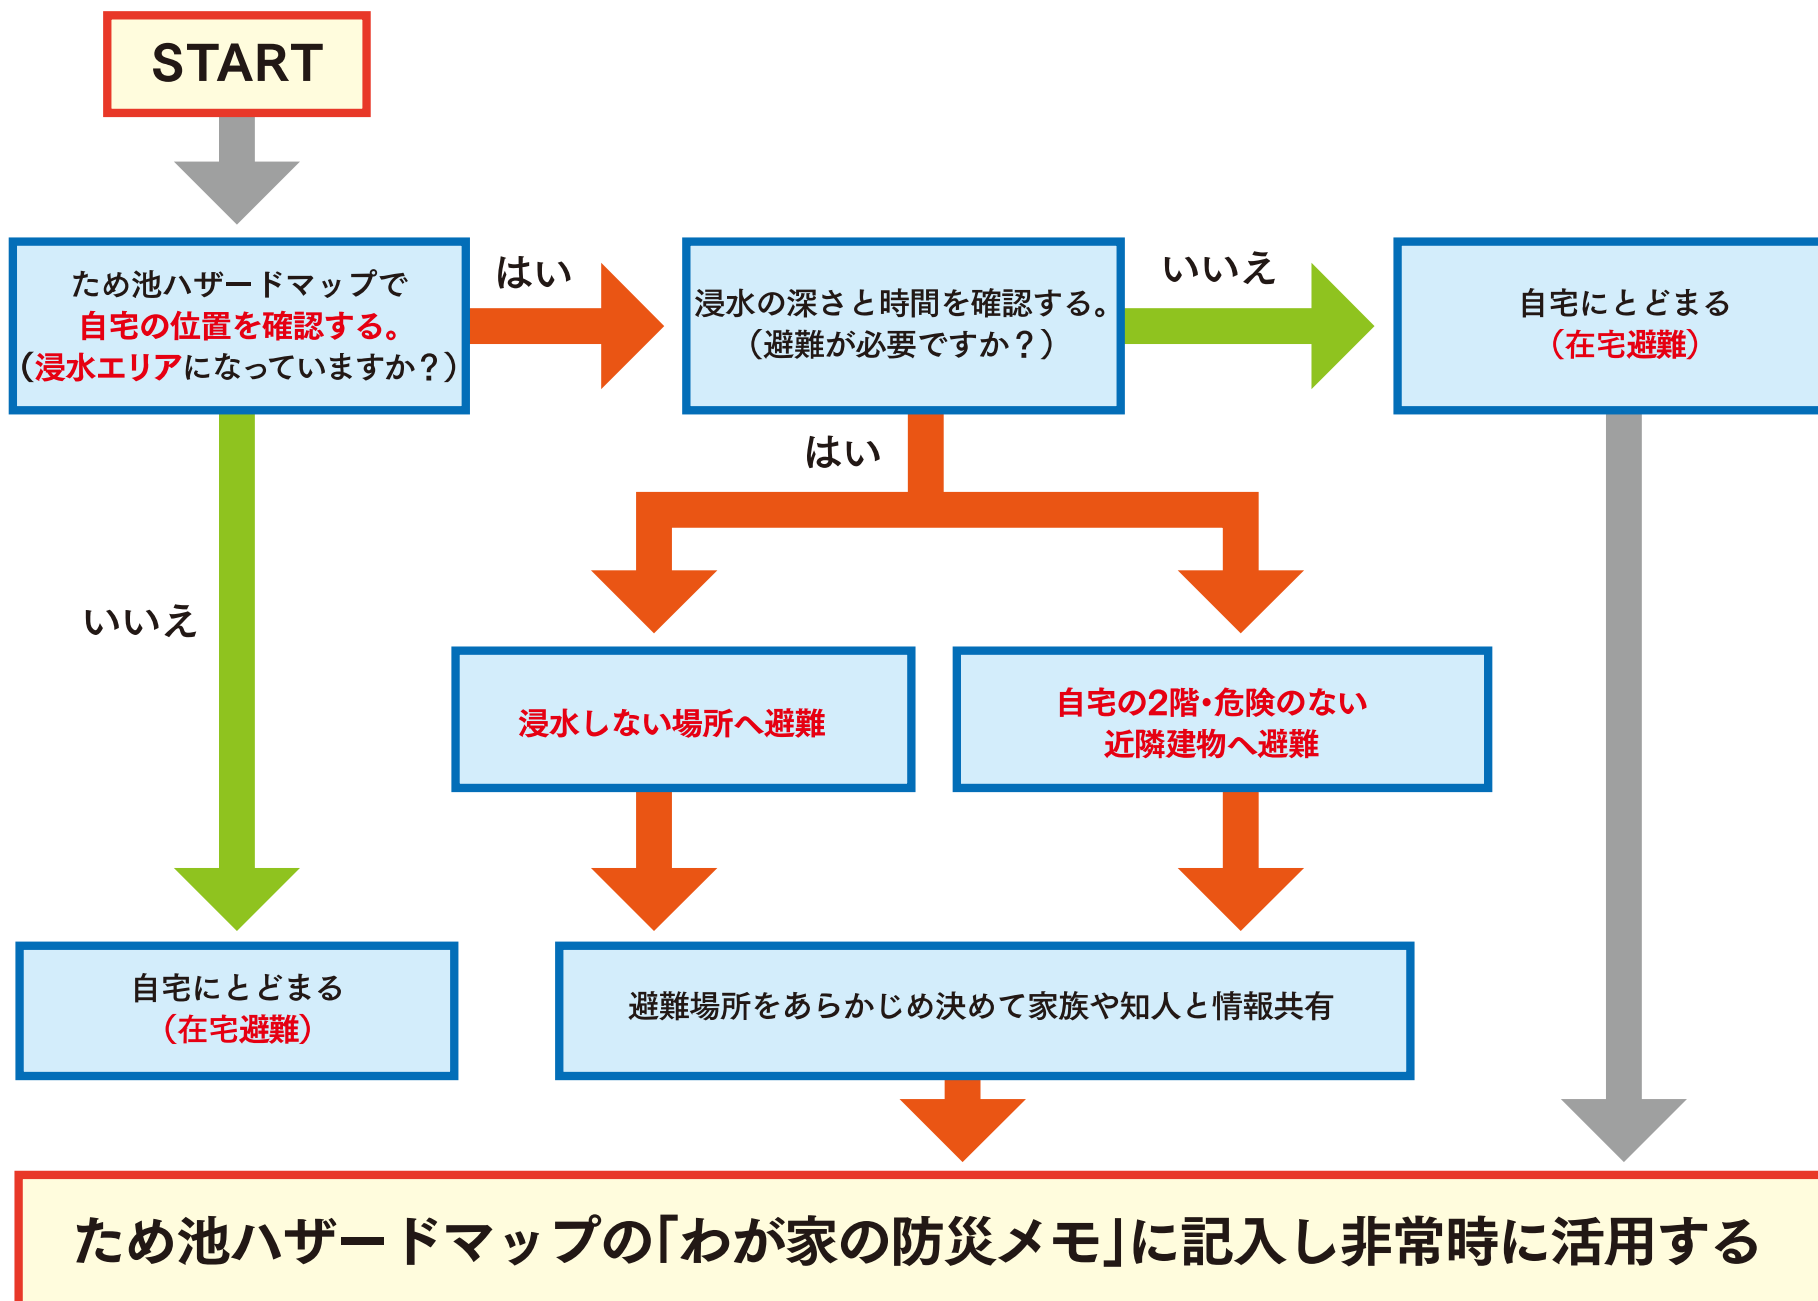 START
ため池ハザードマップで
自宅の位置を確認する。
(浸水エリアになっていますか?)
はい
浸水の深さと時間を確認する。
(避難が必要ですか?)
いいえ
自宅にとどまる
(在宅避難)
はい
いいえ
浸水しない場所へ避難
自宅の2階・危険のない
近隣建物へ避難
自宅にとどまる
(在宅避難)
避難場所をあらかじめ決めて家族や知人と情報共有
ため池ハザードマップの「わが家の防災メモ」に記入し非常時に活用する